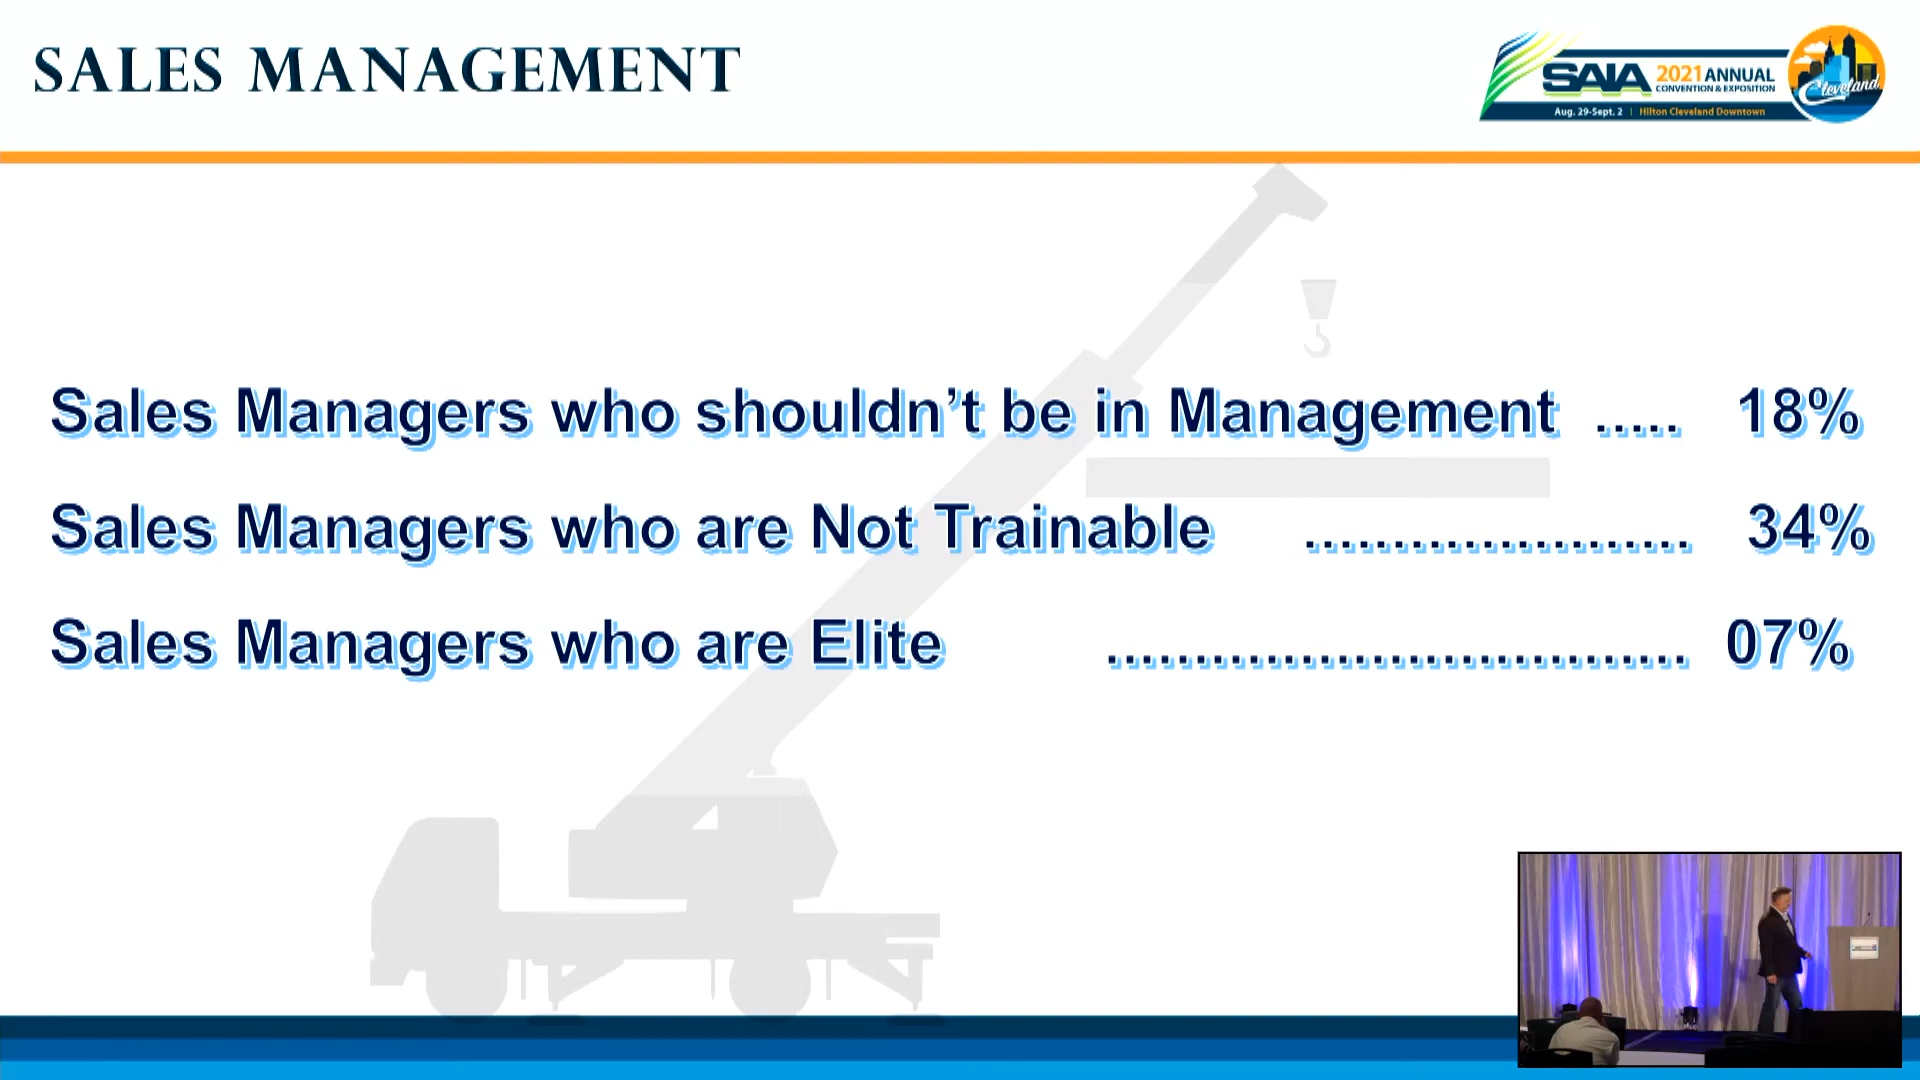 SALES MANAGEMENT
SAIA 2021 ANNUAL
CONVENTION & EXPOSITION
Cleveland
Aug. 29-Sept. 2 | Hilton Cleveland Downtown
Sales Managers who shouldn’t be in Management ..... 18%
Sales Managers who are Not Trainable ...................... 34%
Sales Managers who are Elite ................................. 07%